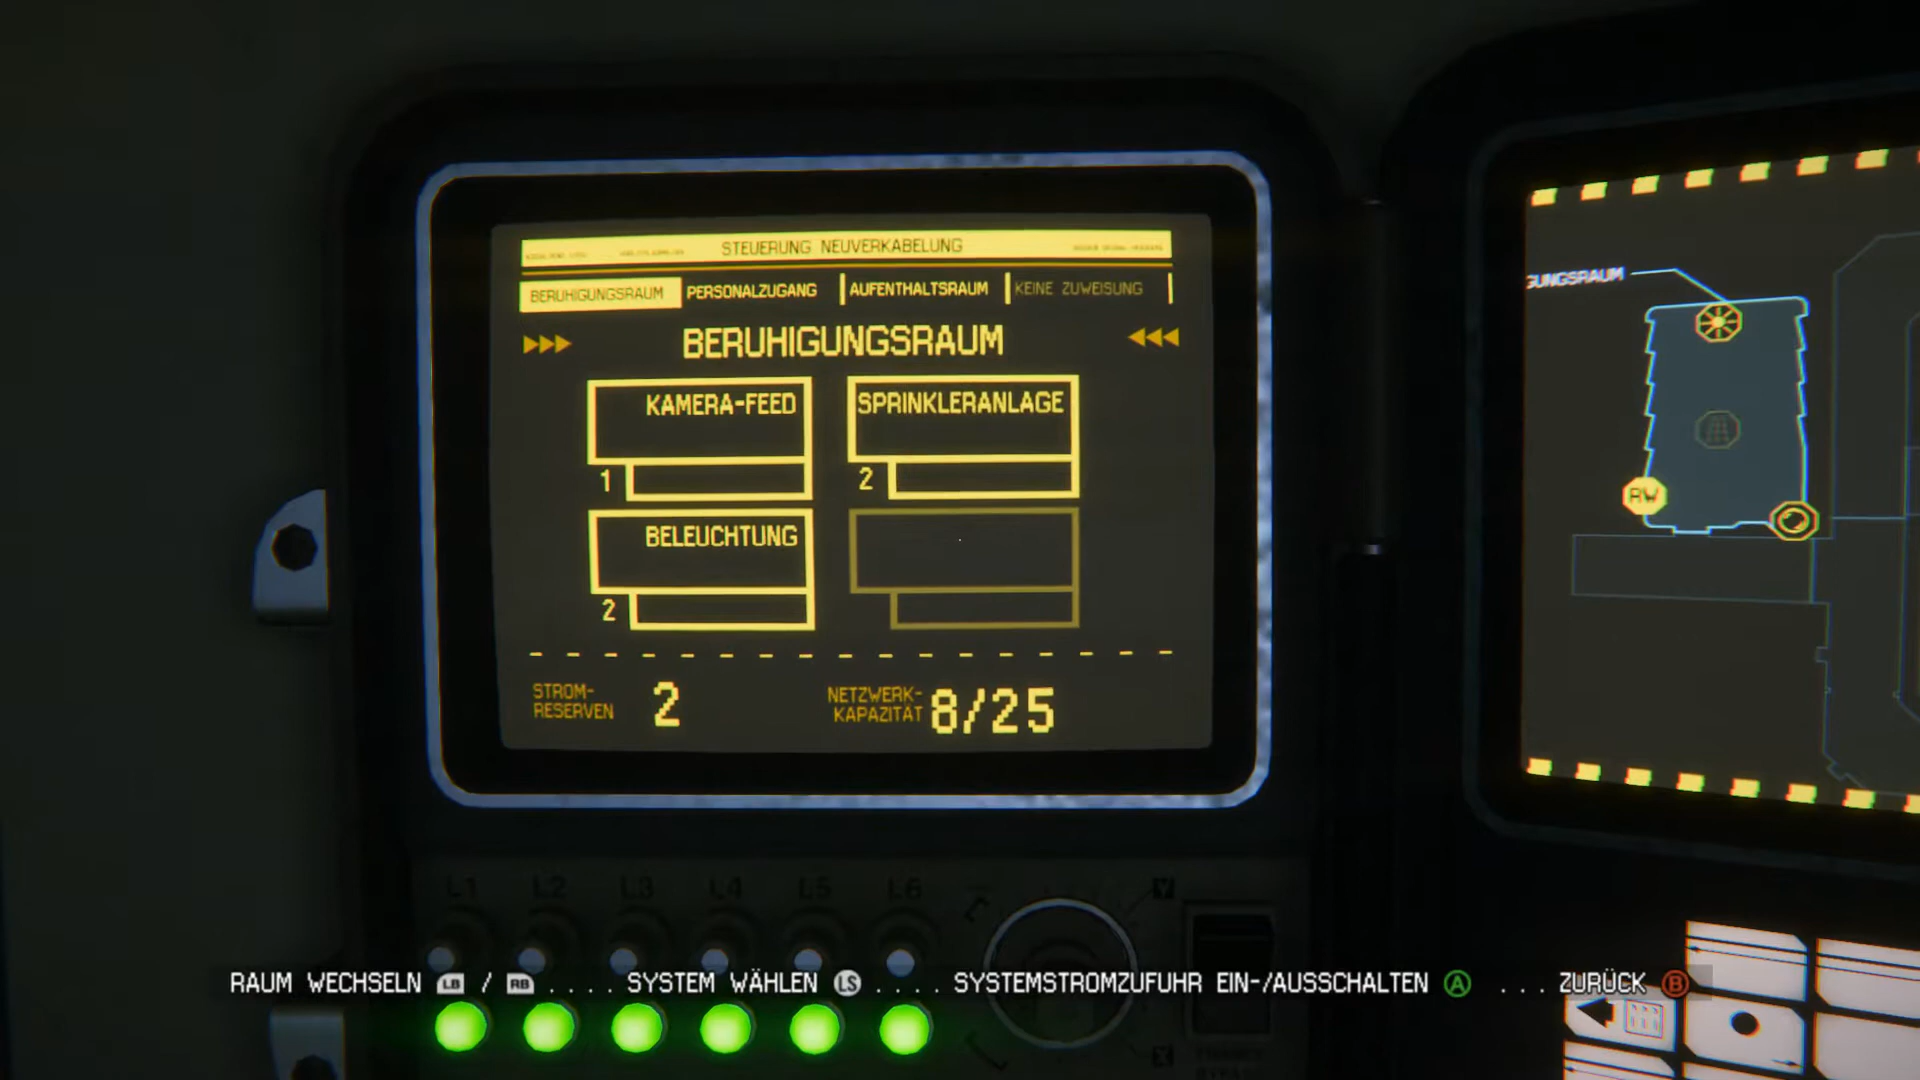 STEUERUNG NEUVERKABELUNG
BERUHIGUNGSRAUM PERSONALZUGANG AUFENTHALTSRAUM KEINE ZUWEISUNG
BERUHIGUNGSRAUM
KAMERA-FEED
1
SPRINKLERANLAGE
2
BELEUCHTUNG
2
STROM-
RESERVEN
2
NETZWERK-
KAPAZITÄT
8/25
GUNGSRAUM
RW
L1 L2 L3 L4 L5 L6
V
X
RAUM WECHSELN LB / RB .... SYSTEM WÄHLEN LS .... SYSTEMSTROMZUFUHR EIN-/AUSSCHALTEN A ... ZURÜCK B